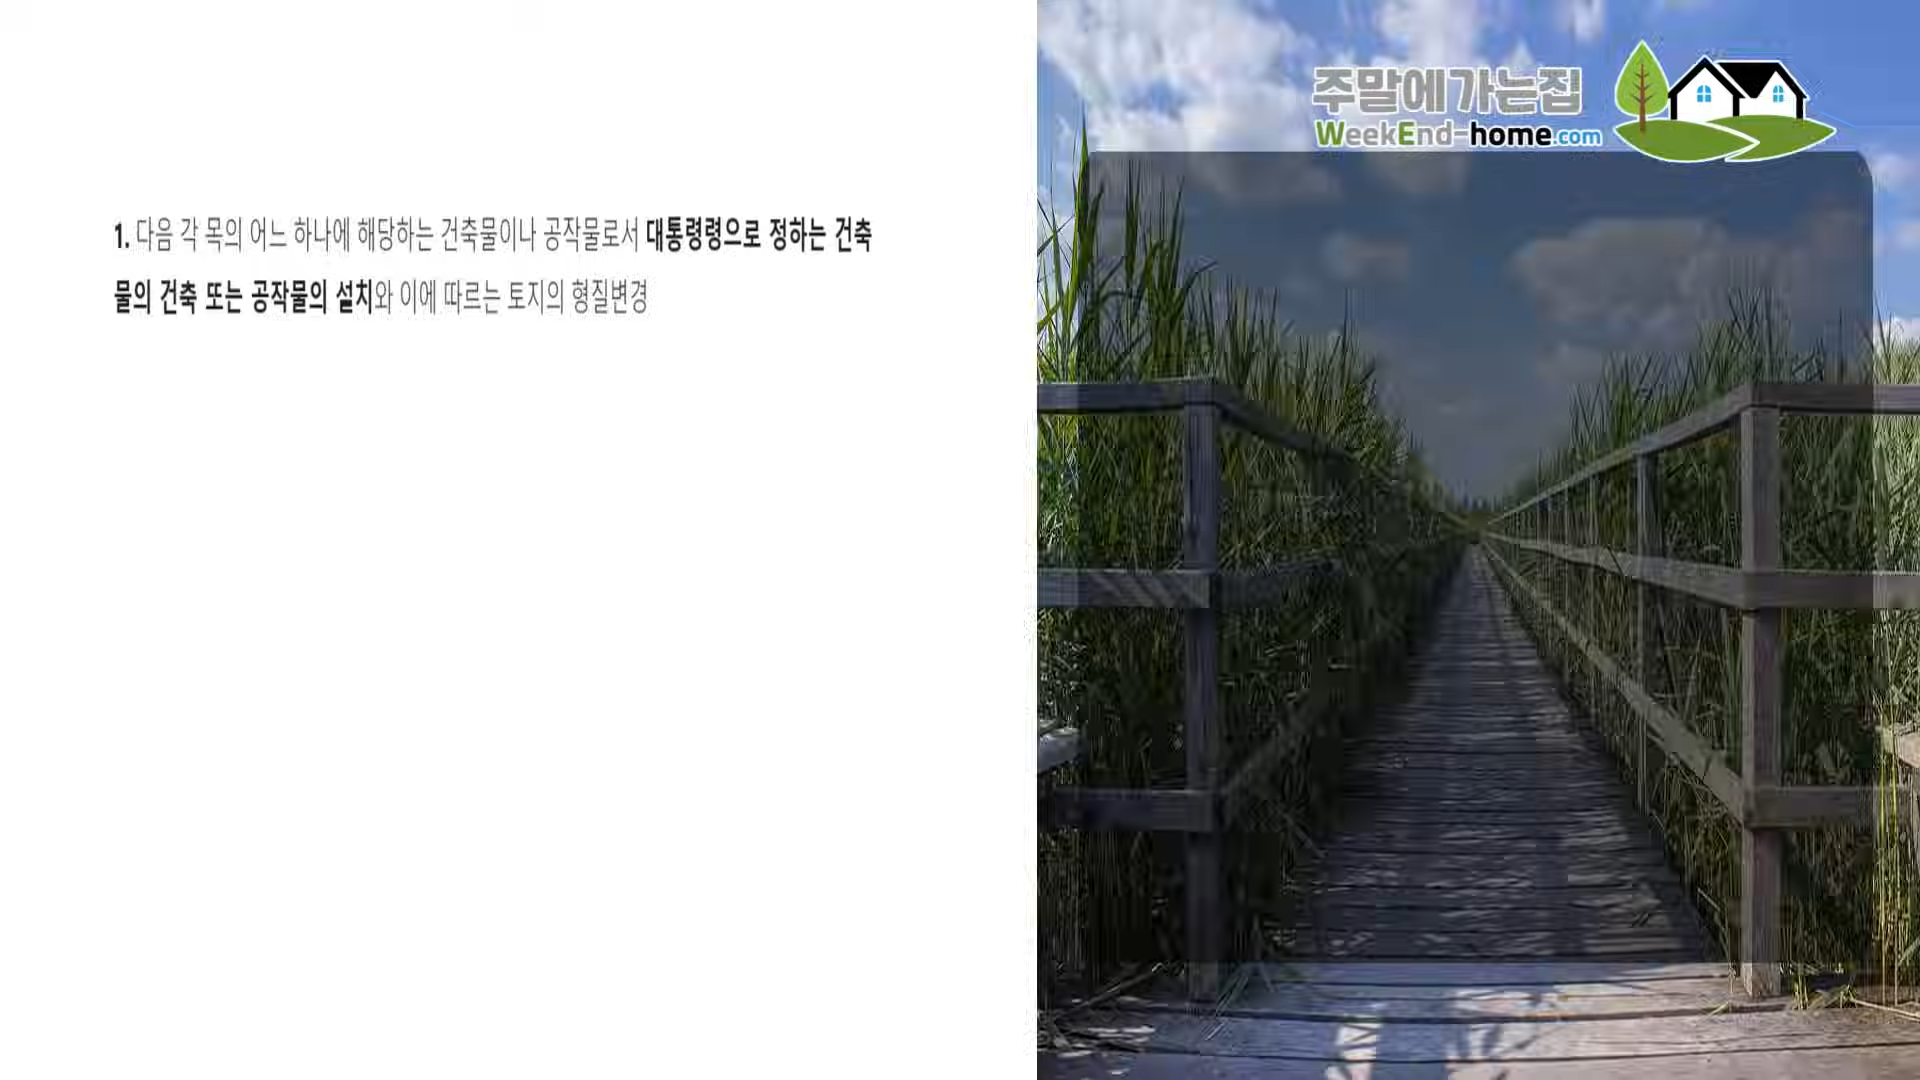 주말에가는집
WeekEnd-home.com
1. 다음 각 목의 어느 하나에 해당하는 건축물이나 공작물로서 대통령령으로 정하는 건축
물의 건축 또는 공작물의 설치와 이에 따르는 토지의 형질변경